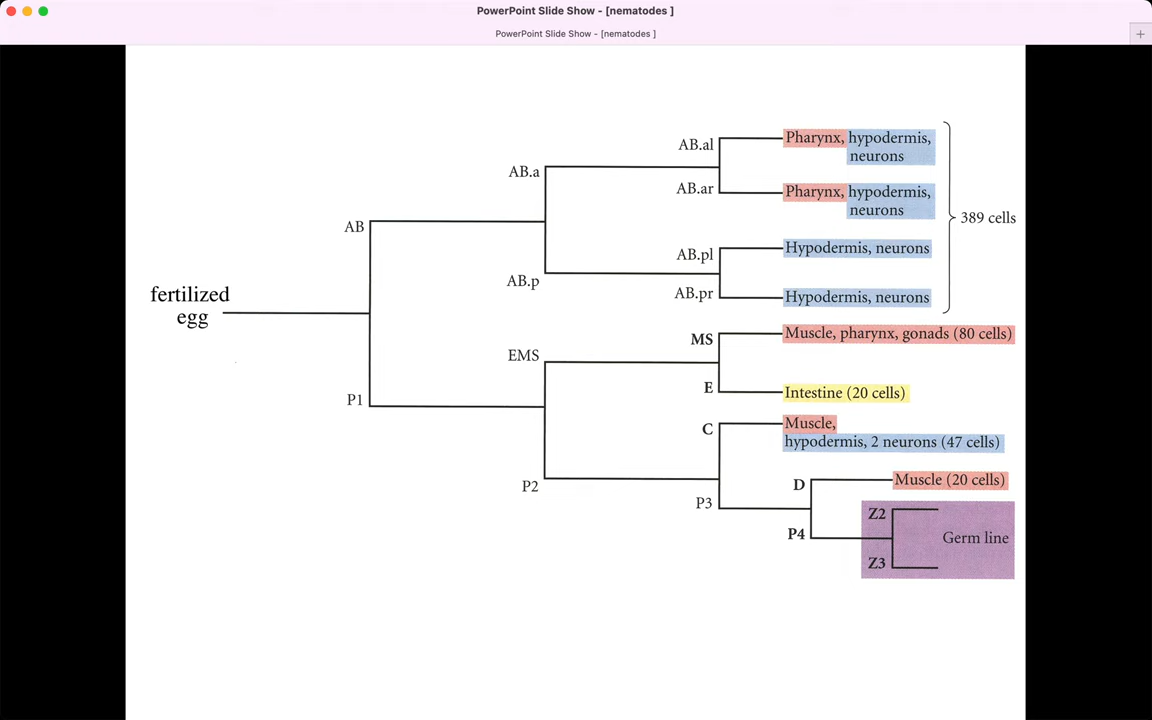 PowerPoint Slide Show - [nematodes ]
PowerPoint Slide Show - [nematodes ]
fertilized
egg
AB
P1
AB.a
AB.p
EMS
P2
AB.al
AB.ar
AB.pl
AB.pr
MS
E
C
P3
D
P4
Z2
Z3
Pharynx, hypodermis,
neurons
Pharynx, hypodermis,
neurons
Hypodermis, neurons
Hypodermis, neurons
389 cells
Muscle, pharynx, gonads (80 cells)
Intestine (20 cells)
Muscle,
hypodermis, 2 neurons (47 cells)
Muscle (20 cells)
Germ line